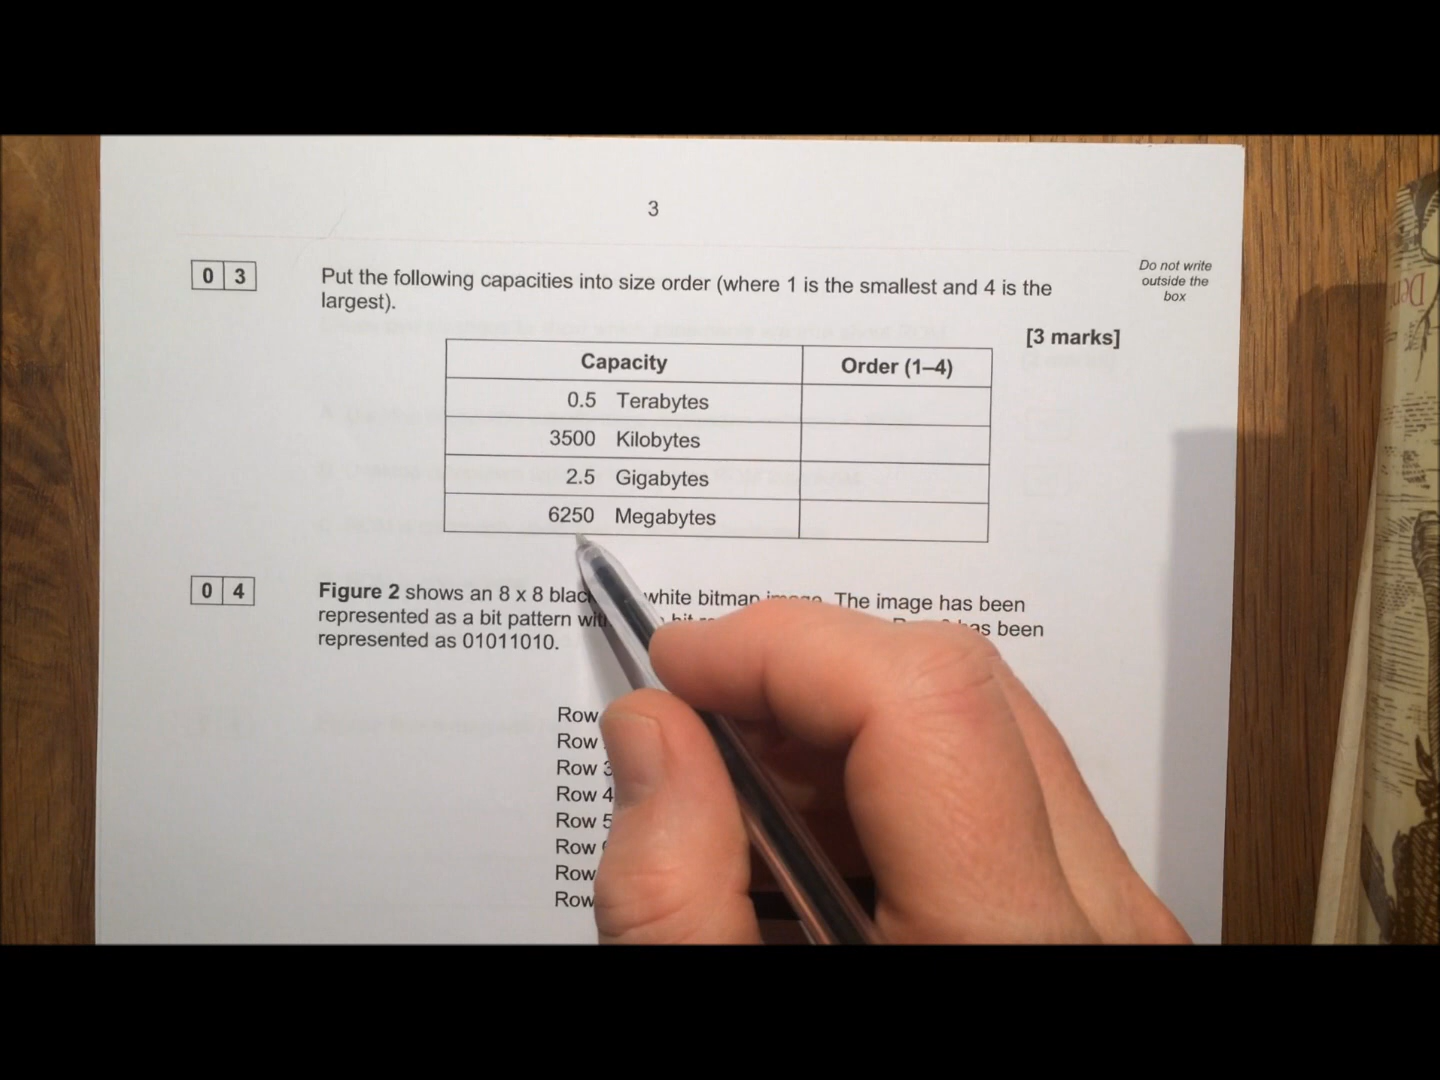 3
0 3
Put the following capacities into size order (where 1 is the smallest and 4 is the
largest).
Do not write
outside the
box
[3 marks]
Capacity Order (1–4)
0.5 Terabytes
3500 Kilobytes
2.5 Gigabytes
6250 Megabytes
0 4
Figure 2 shows an 8 x 8 white bitmap The image has been
represented as a bit pattern been
represented as 01011010.
Row
Row
Row 3
Row 4
Row 5
Row
Row
Row